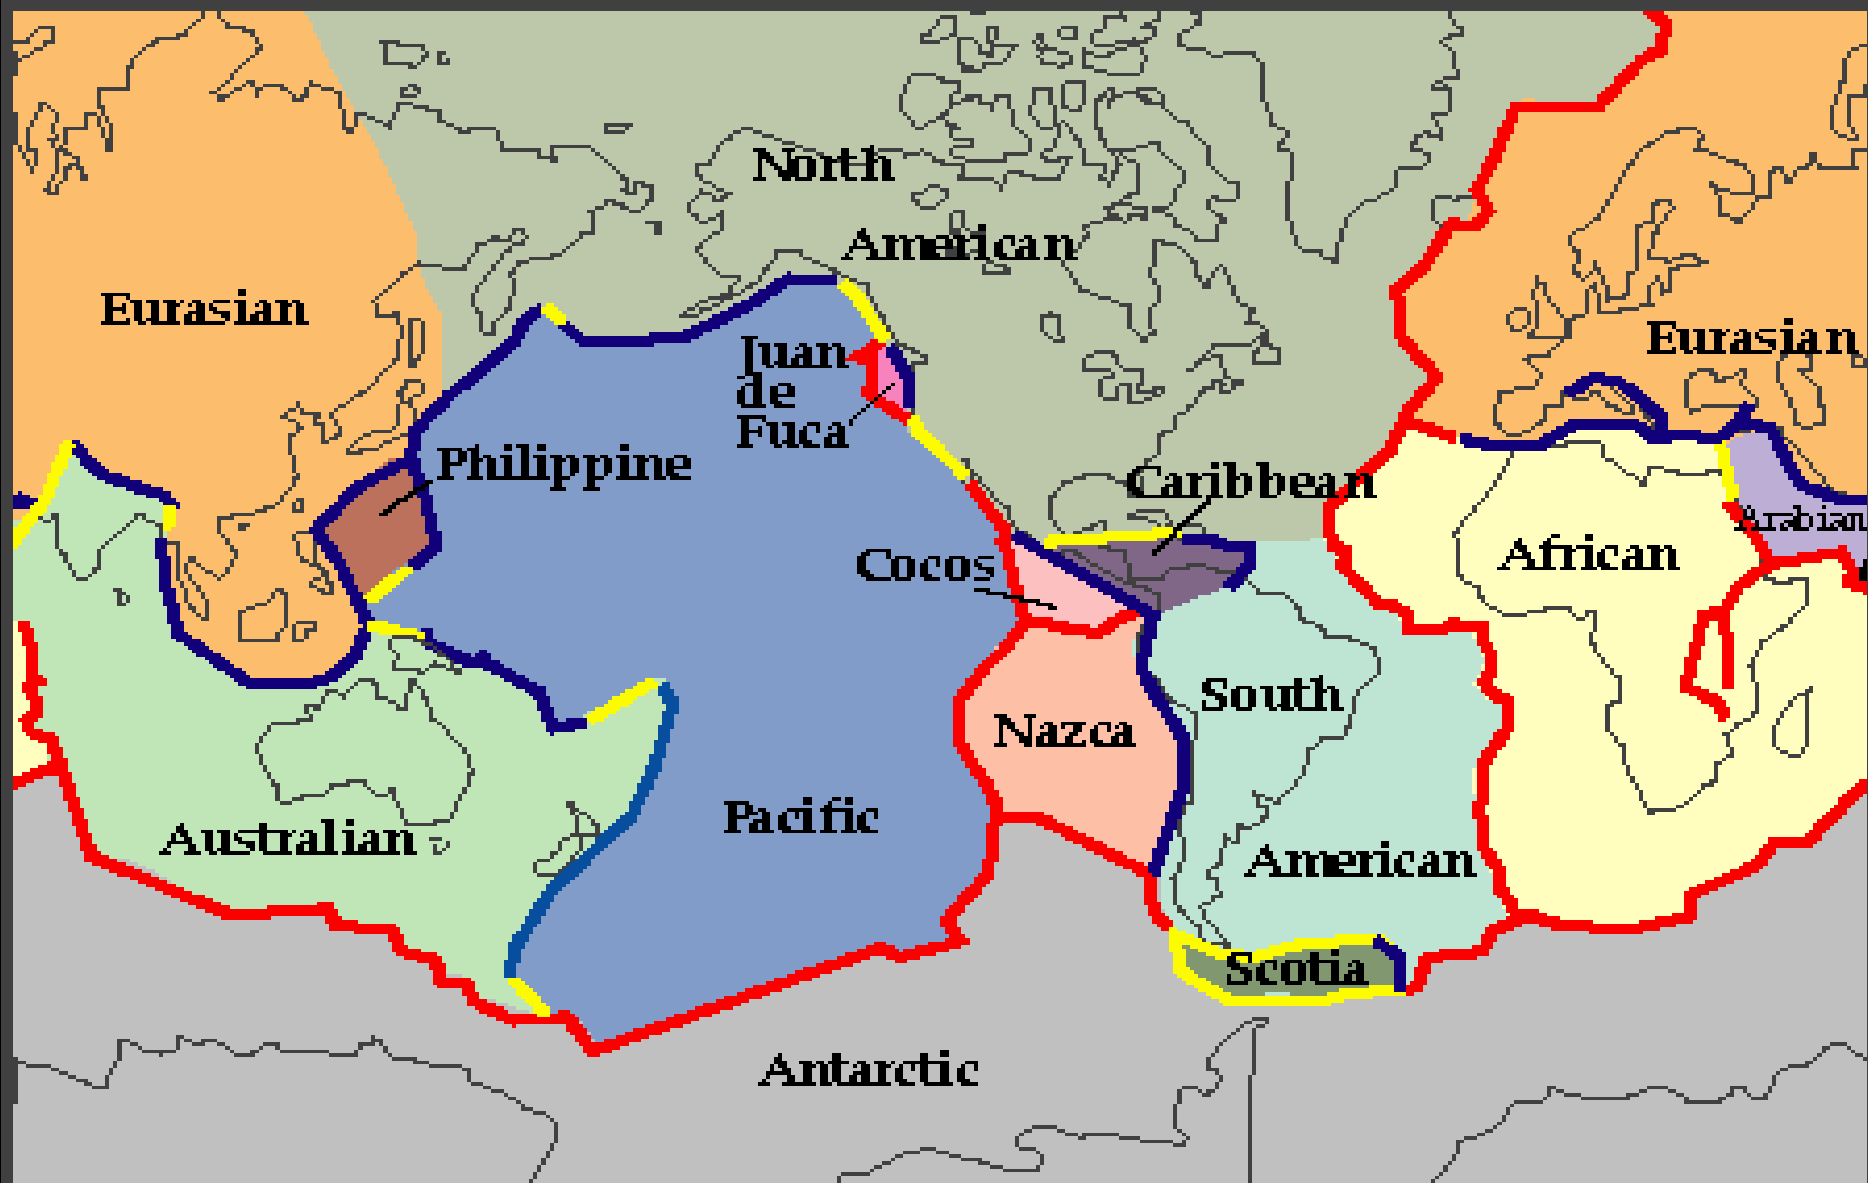 North
American
Eurasian
Eurasian
Juan
de
Fuca
Philippine
Caribbean
Arabian
Cocos
African
South
Nazca
Pacific
Australian
American
Scotia
Antarctic